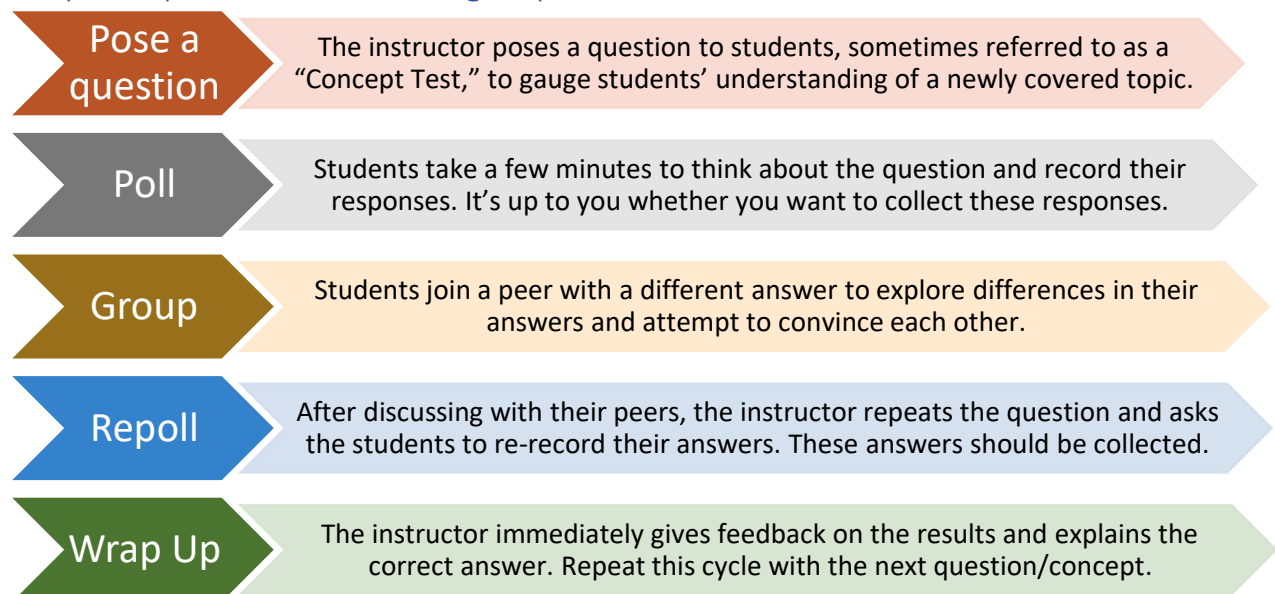 Pose a
question
The instructor poses a question to students, sometimes referred to as a
“Concept Test,” to gauge students’ understanding of a newly covered topic.
Poll
Students take a few minutes to think about the question and record their
responses. It’s up to you whether you want to collect these responses.
Group
Students join a peer with a different answer to explore differences in their
answers and attempt to convince each other.
Repoll
After discussing with their peers, the instructor repeats the question and asks
the students to re-record their answers. These answers should be collected.
Wrap Up
The instructor immediately gives feedback on the results and explains the
correct answer. Repeat this cycle with the next question/concept.